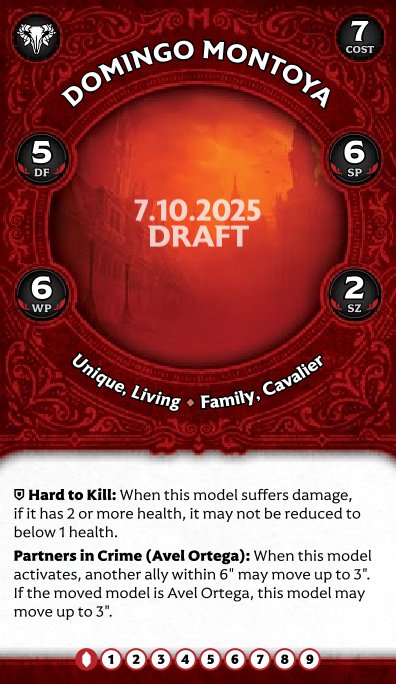 7
COST
DOMINGO MONTOYA
5
DF
6
SP
7.10.2025
DRAFT
6
WP
2
SZ
Unique, Living ◆ Family, Cavalier
Hard to Kill: When this model suffers damage,
if it has 2 or more health, it may not be reduced to
below 1 health.
Partners in Crime (Avel Ortega): When this model
activates, another ally within 6" may move up to 3".
If the moved model is Avel Ortega, this model may
move up to 3".
1 2 3 4 5 6 7 8 9